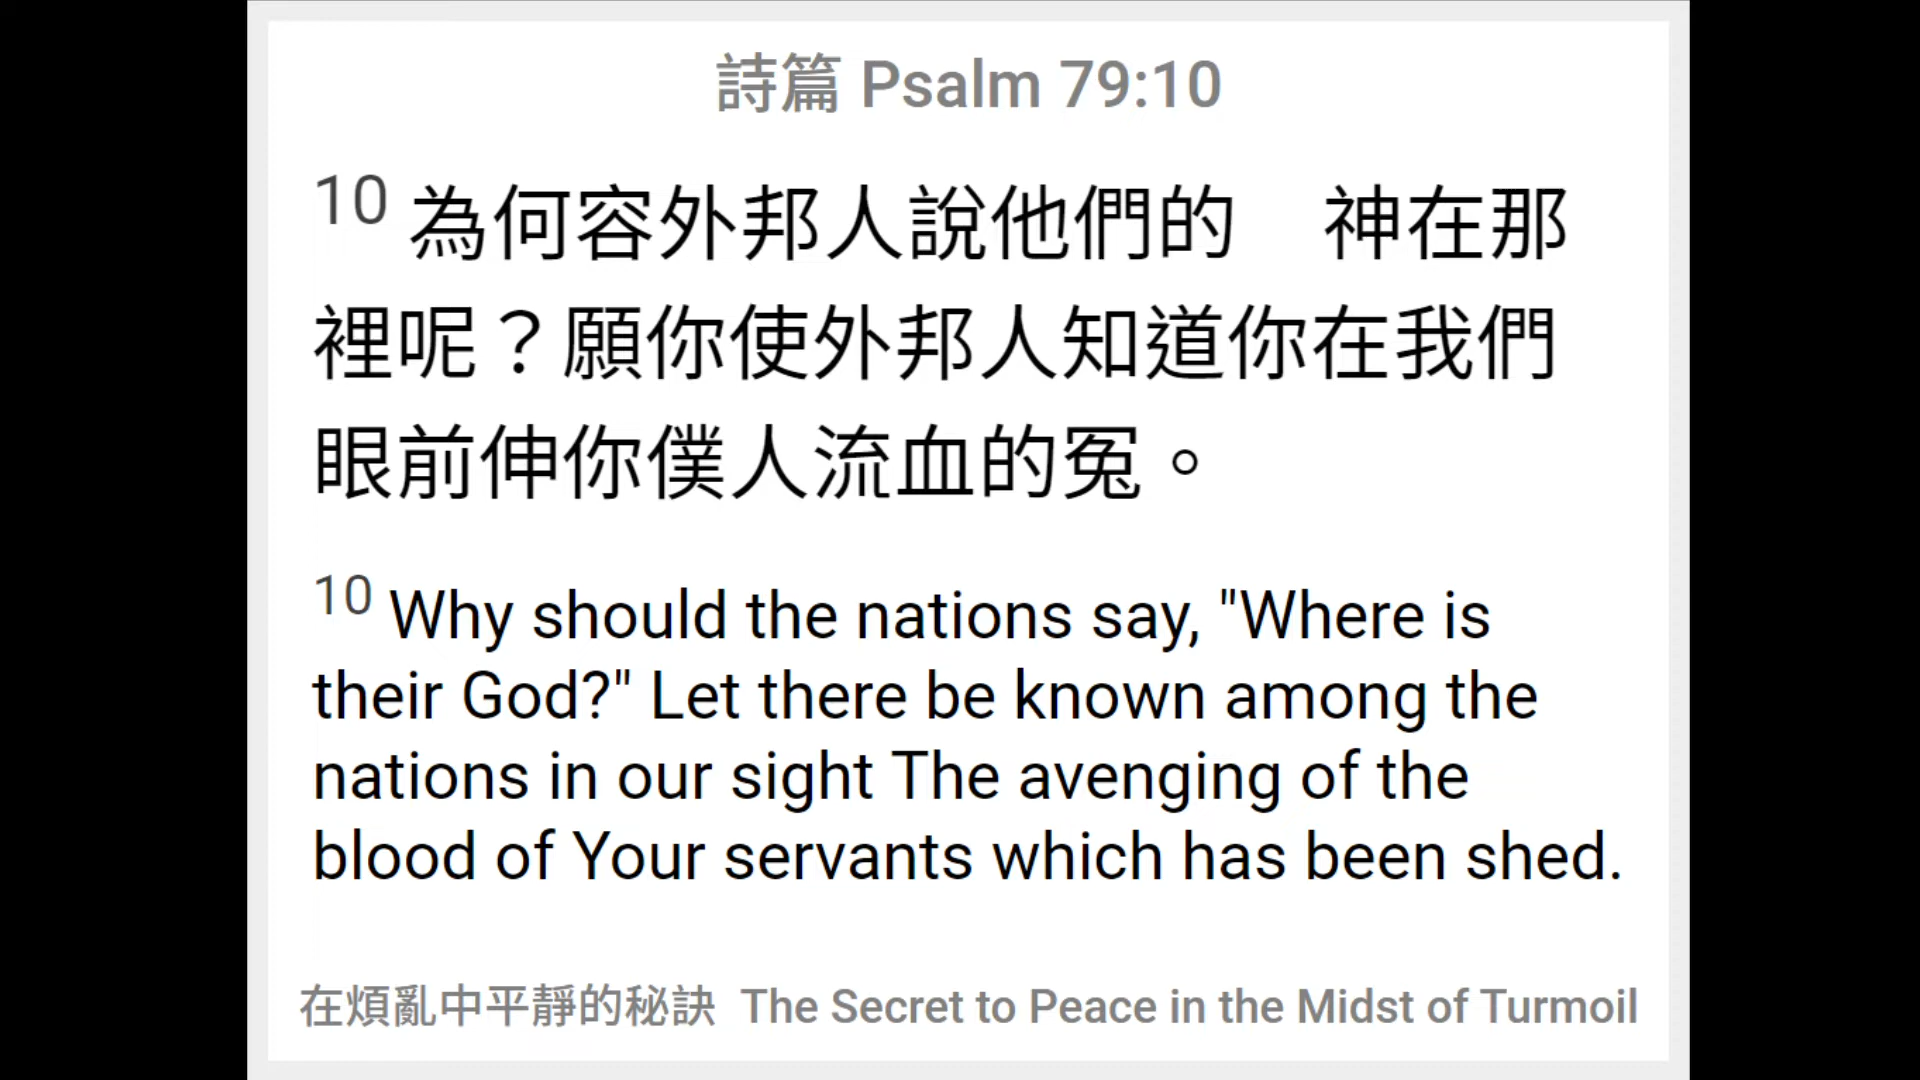 詩篇 Psalm 79:10
10 為何容外邦人說他們的　神在那
裡呢？願你使外邦人知道你在我們
眼前伸你僕人流血的冤。
10 Why should the nations say, "Where is
their God?" Let there be known among the
nations in our sight The avenging of the
blood of Your servants which has been shed.
在煩亂中平靜的秘訣 The Secret to Peace in the Midst of Turmoil